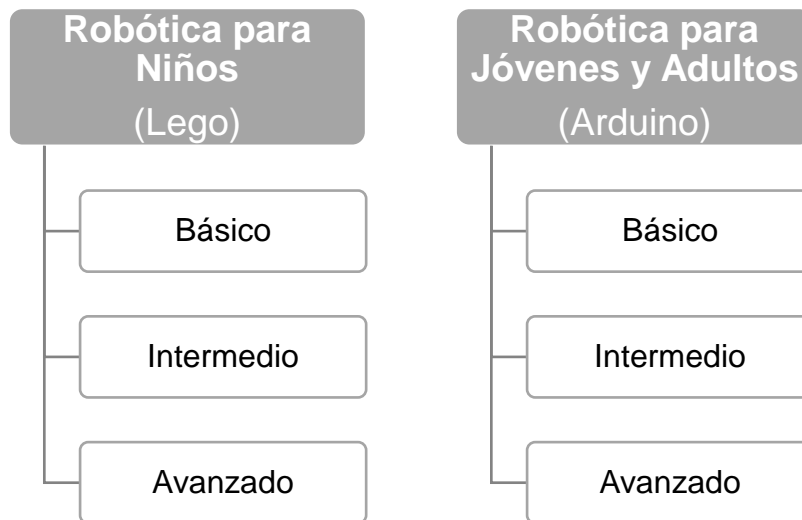 Robótica para
Niños
(Lego)
Básico
Intermedio
Avanzado
Robótica para
Jóvenes y Adultos
(Arduino)
Básico
Intermedio
Avanzado